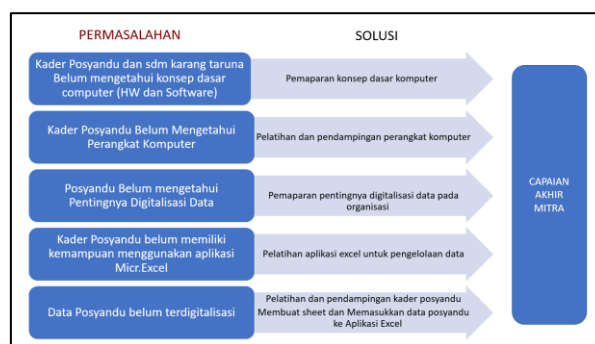 PERMASALAHAN
SOLUSI
Kader Posyandu dan sdm karang taruna
Belum mengetahui konsep dasar
computer (HW dan Software)
Pemaparan konsep dasar komputer
Kader Posyandu Belum Mengetahui
Perangkat Komputer
Pelatihan dan pendampingan perangkat komputer
Posyandu Belum mengetahui
Pentingnya Digitalisasi Data
Pemaparan pentingnya digitalisasi data pada
organisasi
Kader Posyandu belum memiliki
kemampuan menggunakan aplikasi
Micr.Excel
Pelatihan aplikasi excel untuk pengelolaan data
Data Posyandu belum terdigitalisasi
Pelatihan dan pendampingan kader posyandu
Membuat sheet dan Memasukkan data posyandu
ke Aplikasi Excel
CAPAIAN
AKHIR
MITRA